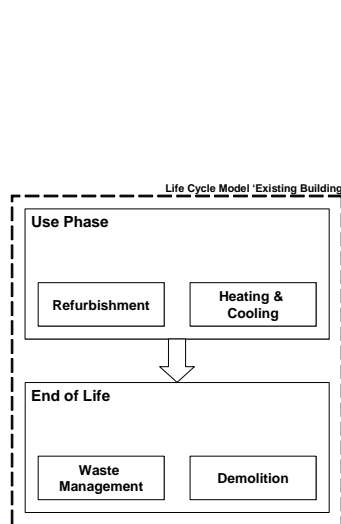 Life Cycle Model ‘Existing Building
Use Phase
Refurbishment
Heating &
Cooling
End of Life
Waste
Management
Demolition